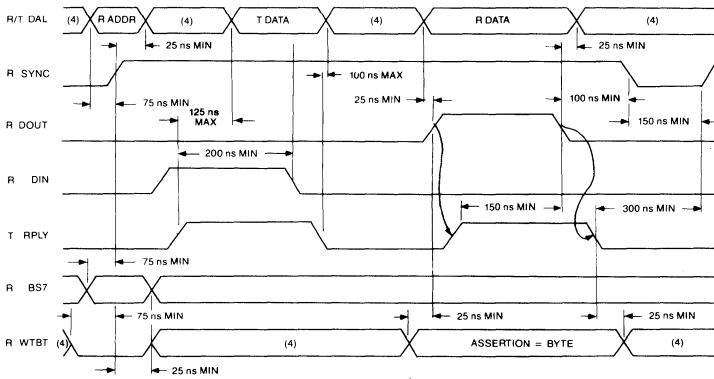 R/T DAL (4) R ADDR (4) T DATA (4) R DATA (4)
25 ns MIN 25 ns MIN
R SYNC 100 ns MAX
75 ns MIN 25 ns MIN 100 ns MIN
125 ns
MAX 150 ns MIN
R DOUT
200 ns MIN
R DIN
150 ns MIN 300 ns MIN
T RPLY
75 ns MIN
R BS7
75 ns MIN 25 ns MIN 25 ns MIN
R WTBT (4) (4) ASSERTION = BYTE (4)
25 ns MIN